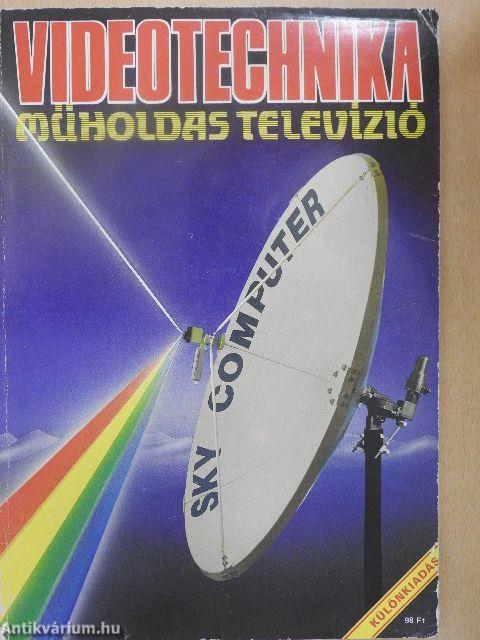 VIDEOTECHNIKA
MŰHOLDAS TELEVÍZIÓ
SKY COMPUTER
KÜLÖNKIADÁS
98 Ft
Antikvárium.hu